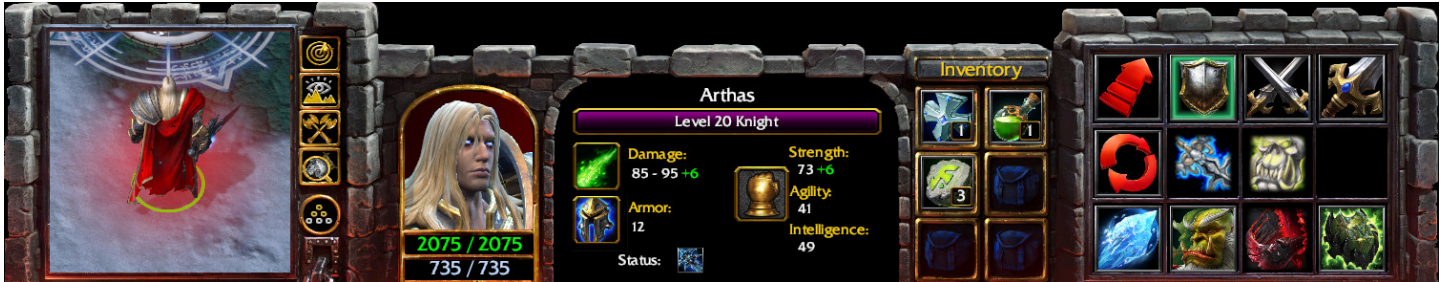 Arthas
Level 20 Knight
Damage:
85 - 95 +6
Armor:
12
Status:
Strength:
73 +6
Agility:
41
Intelligence:
49
2075 / 2075
735 / 735
Inventory
1
1
3